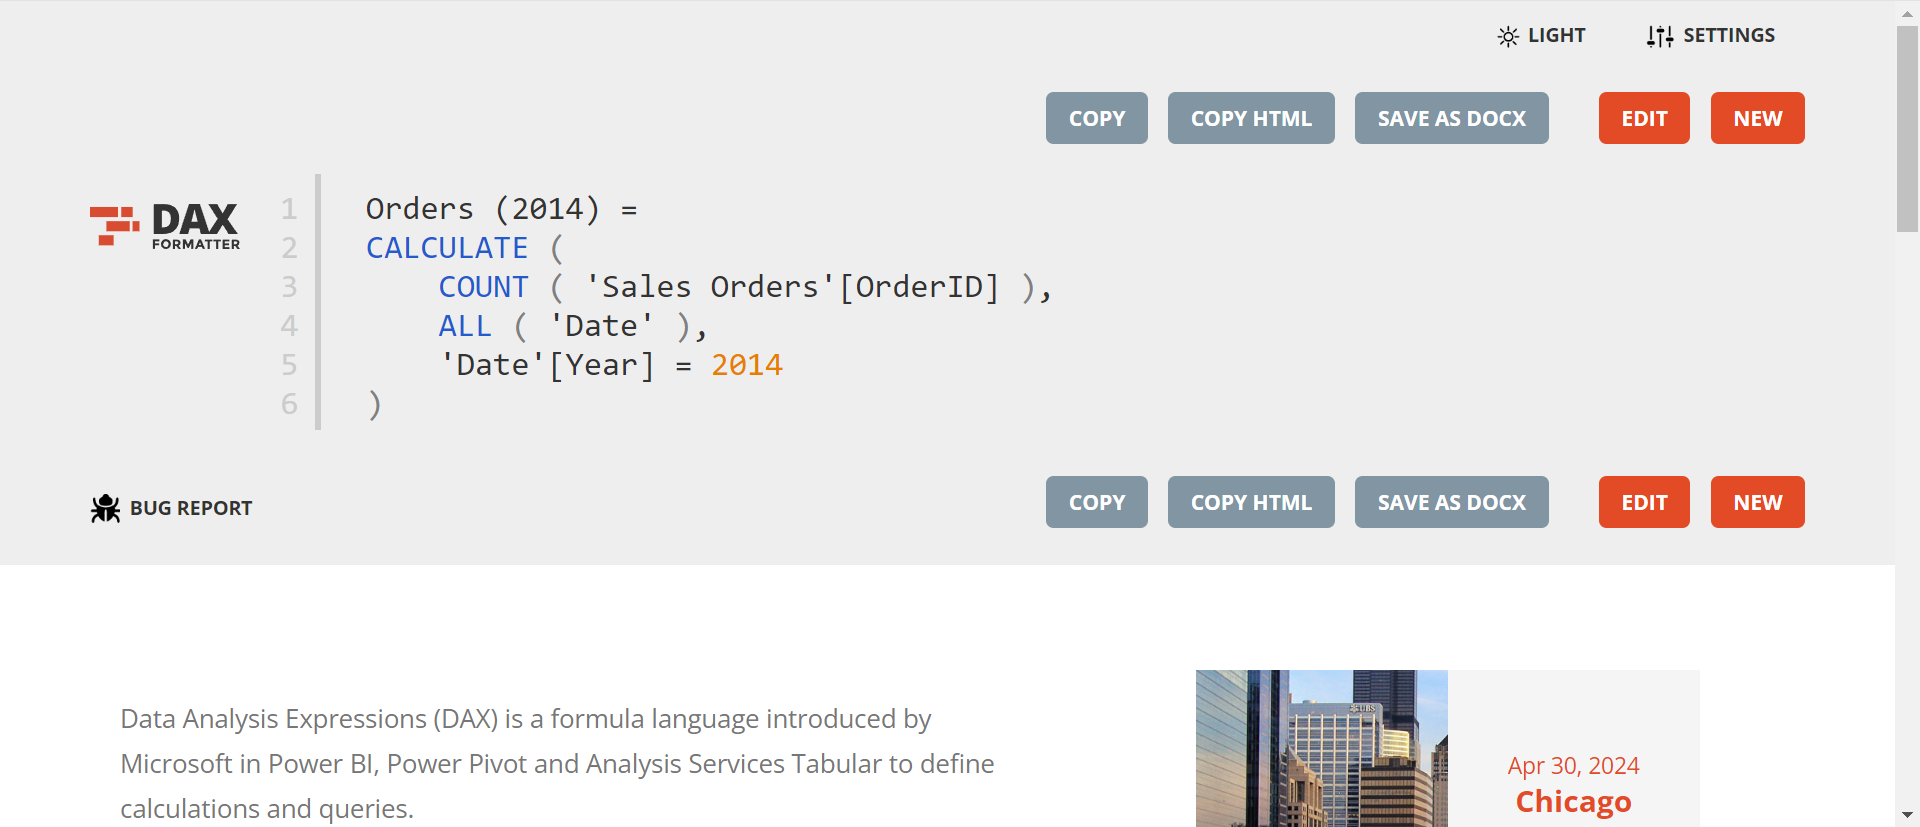 LIGHT SETTINGS
COPY COPY HTML SAVE AS DOCX EDIT NEW
DAX
FORMATTER
1 Orders (2014) =
2 CALCULATE (
3     COUNT ( 'Sales Orders'[OrderID] ),
4     ALL ( 'Date' ),
5     'Date'[Year] = 2014
6 )
BUG REPORT
COPY COPY HTML SAVE AS DOCX EDIT NEW
Data Analysis Expressions (DAX) is a formula language introduced by
Microsoft in Power BI, Power Pivot and Analysis Services Tabular to define
calculations and queries.
UBS
Apr 30, 2024
Chicago